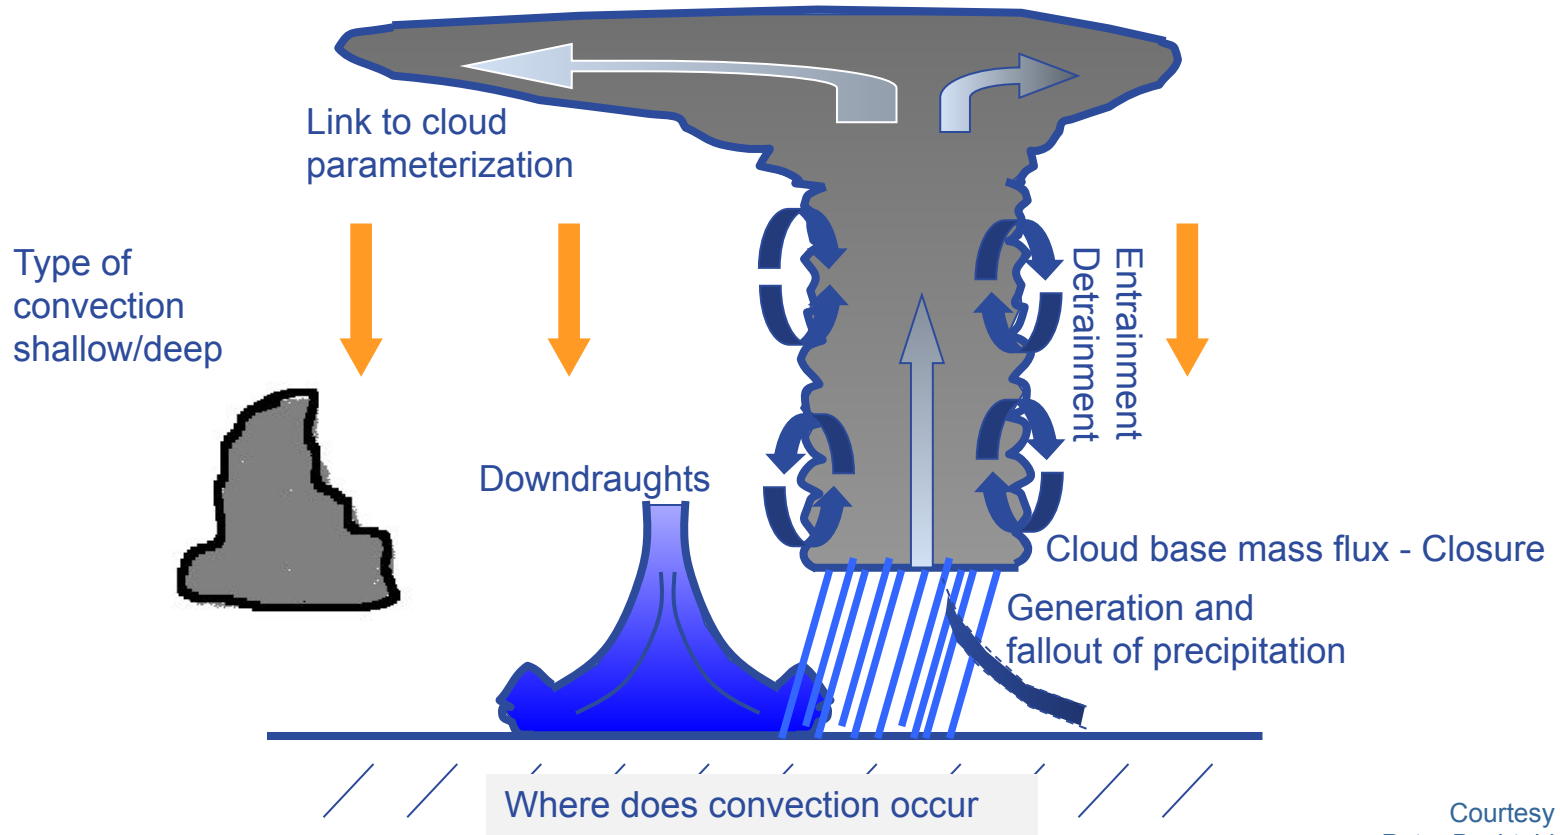 Link to cloud
parameterization
Type of
convection
shallow/deep
Entrainment
Detrainment
Downdraughts
Cloud base mass flux - Closure
Generation and
fallout of precipitation
Where does convection occur
Courtesy